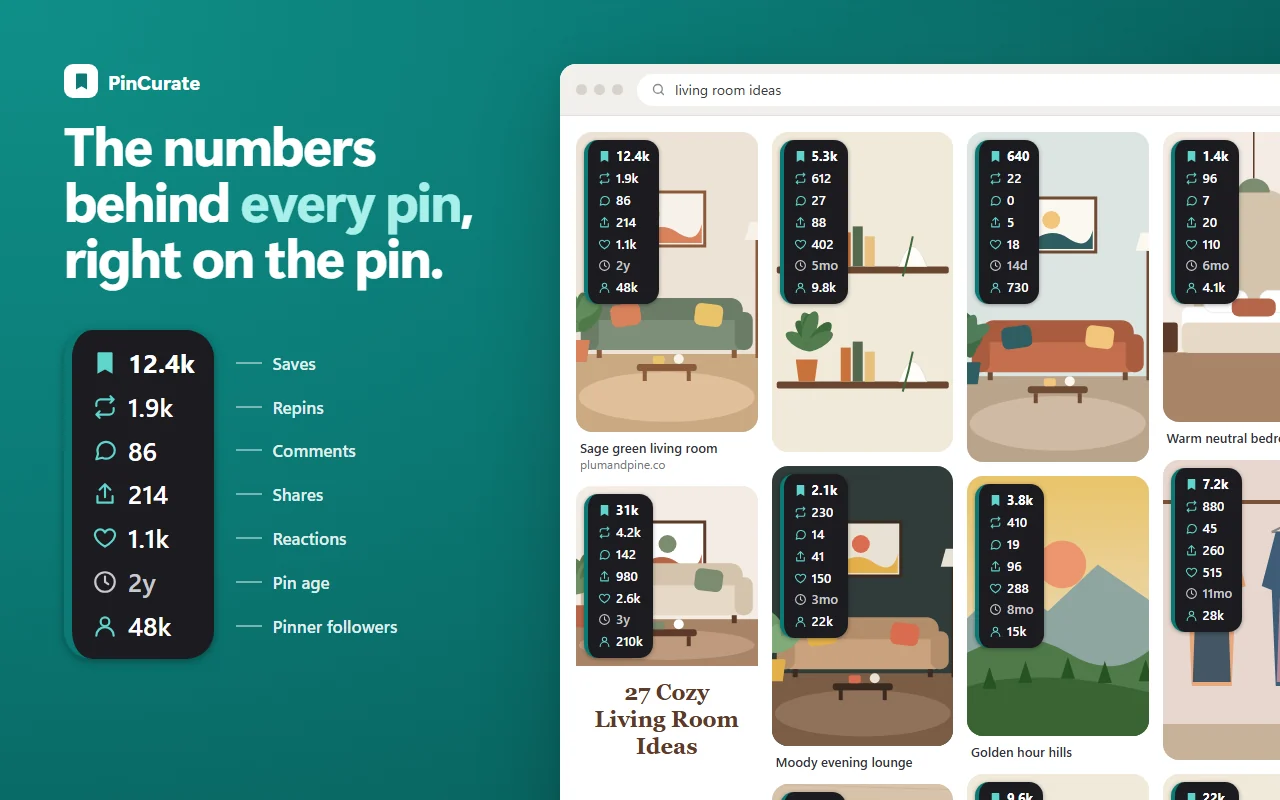 PinCurate
The numbers
behind every pin,
right on the pin.
12.4k
Saves
1.9k
Repins
86
Comments
214
Shares
1.1k
Reactions
2y
Pin age
48k
Pinner followers
living room ideas
12.4k
1.9k
86
214
1.1k
2y
48k
Sage green living room
plumandpine.co
31k
4.2k
142
980
2.6k
3y
210k
27 Cozy
Living Room
Ideas
5.3k
612
27
88
402
5mo
9.8k
2.1k
230
14
41
150
3mo
22k
Moody evening lounge
640
22
0
5
18
14d
730
3.8k
410
19
96
288
8mo
15k
Golden hour hills
9.6k
1.4k
96
7
20
110
6mo
4.1k
Warm neutral bedro
7.2k
880
45
260
515
11mo
28k
22k